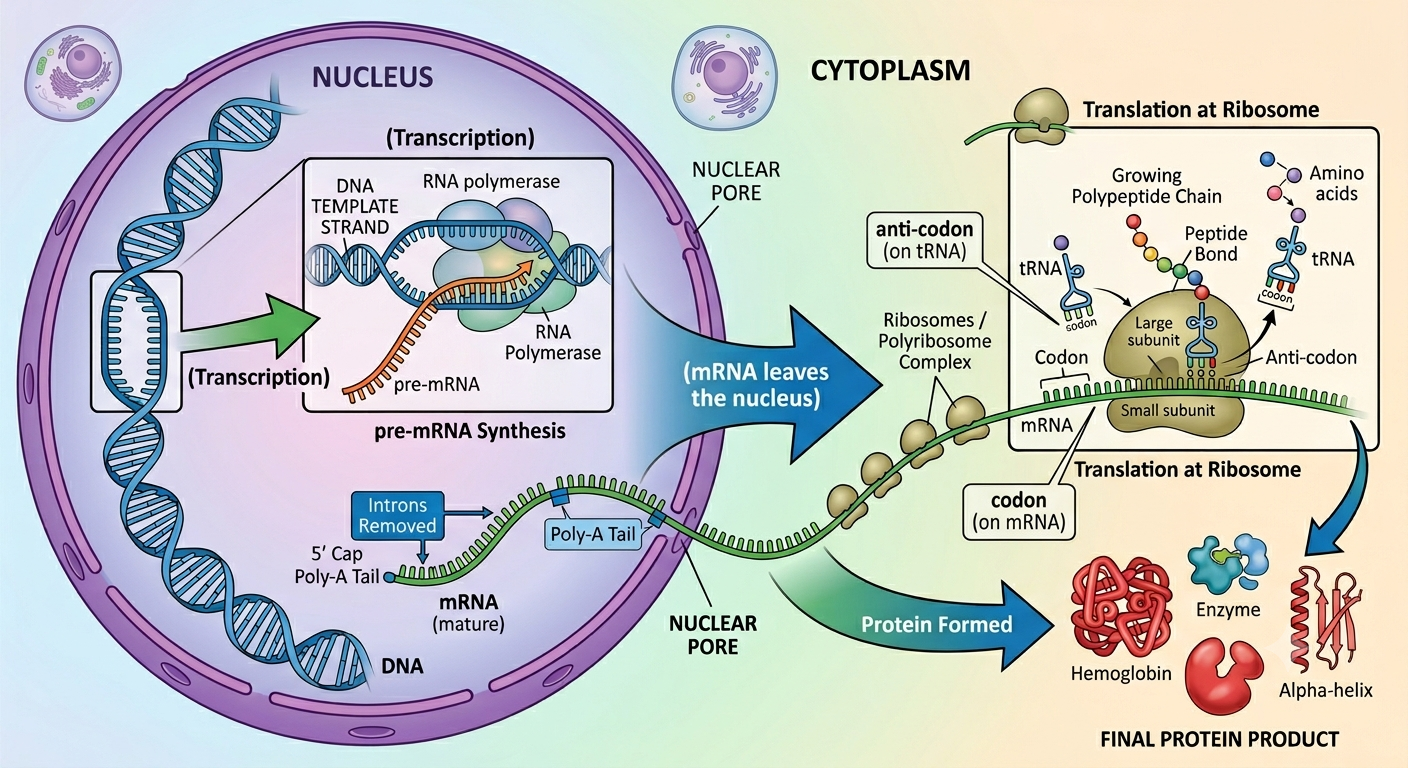 NUCLEUS
CYTOPLASM
(Transcription)
DNA
TEMPLATE
STRAND
RNA polymerase
RNA
Polymerase
pre-mRNA
pre-mRNA Synthesis
(Transcription)
NUCLEAR
PORE
(mRNA leaves
the nucleus)
Introns
Removed
Poly-A Tail
5' Cap
Poly-A Tail
mRNA
(mature)
DNA
NUCLEAR
PORE
Translation at Ribosome
anti-codon
(on tRNA)
Growing
Polypeptide Chain
Amino
acids
Peptide
Bond
tRNA
sodon
tRNA
codon
Large
subunit
Codon
Anti-codon
Small subunit
mRNA
Ribosomes /
Polyribosome
Complex
Translation at Ribosome
codon
(on mRNA)
Protein Formed
Hemoglobin
Enzyme
Alpha-helix
FINAL PROTEIN PRODUCT